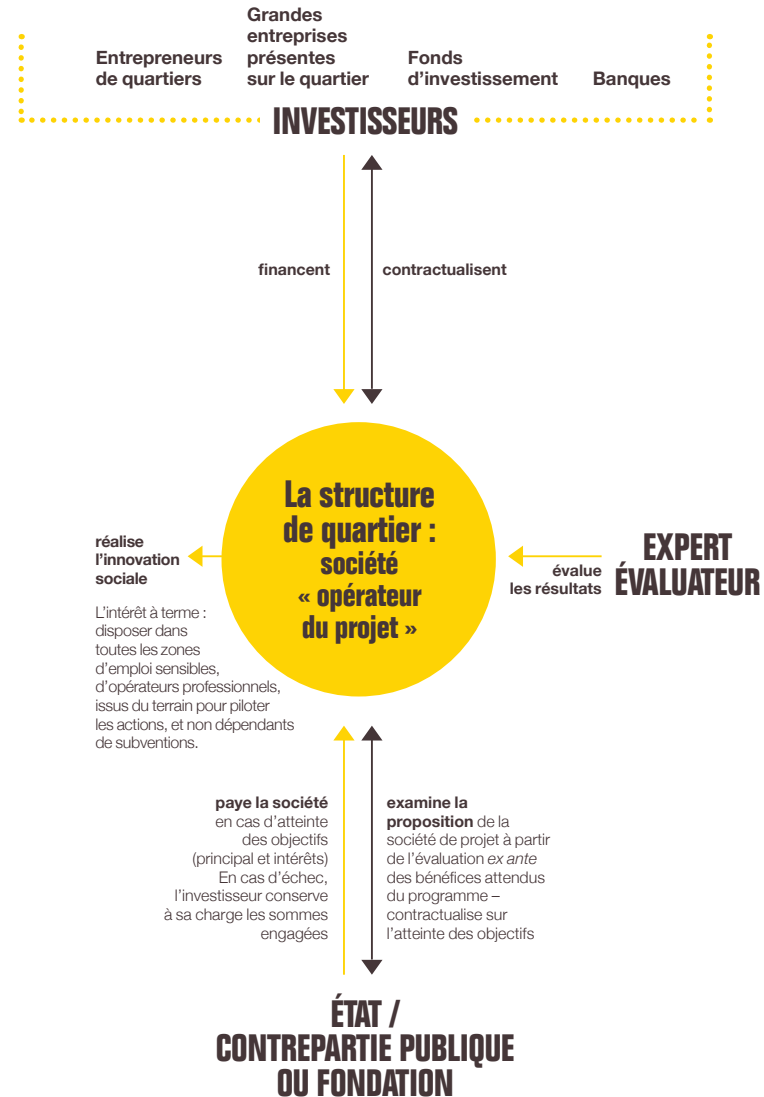 Entrepreneurs
de quartiers
Grandes
entreprises
présentes
sur le quartier
Fonds
d'investissement
Banques
INVESTISSEURS
financent
contractualisent
La structure
de quartier :
société
« opérateur
du projet »
réalise
l'innovation
sociale
L'intérêt à terme :
disposer dans
toutes les zones
d'emploi sensibles,
d'opérateurs professionnels,
issus du terrain pour piloter
les actions, et non dépendants
de subventions.
évalue
les résultats
EXPERT
ÉVALUATEUR
paye la société
en cas d'atteinte
des objectifs
(principal et intérêts)
En cas d'échec,
l'investisseur conserve
à sa charge les sommes
engagées
examine la
proposition de la
société de projet à partir
de l'évaluation ex ante
des bénéfices attendus
du programme –
contractualise sur
l'atteinte des objectifs
ÉTAT /
CONTREPARTIE PUBLIQUE
OU FONDATION